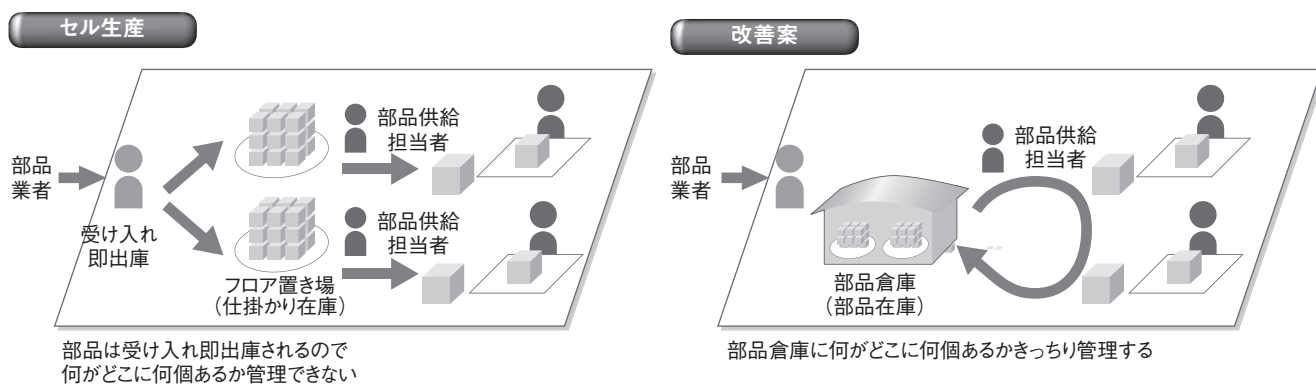 セル生産
部品
業者
受け入れ
即出庫
部品供給
担当者
部品供給
担当者
フロア置き場
(仕掛かり在庫)
部品は受け入れ即出庫されるので
何がどこに何個あるか管理できない
改善案
部品
業者
部品供給
担当者
部品倉庫
(部品在庫)
部品倉庫に何がどこに何個あるかきっちり管理する